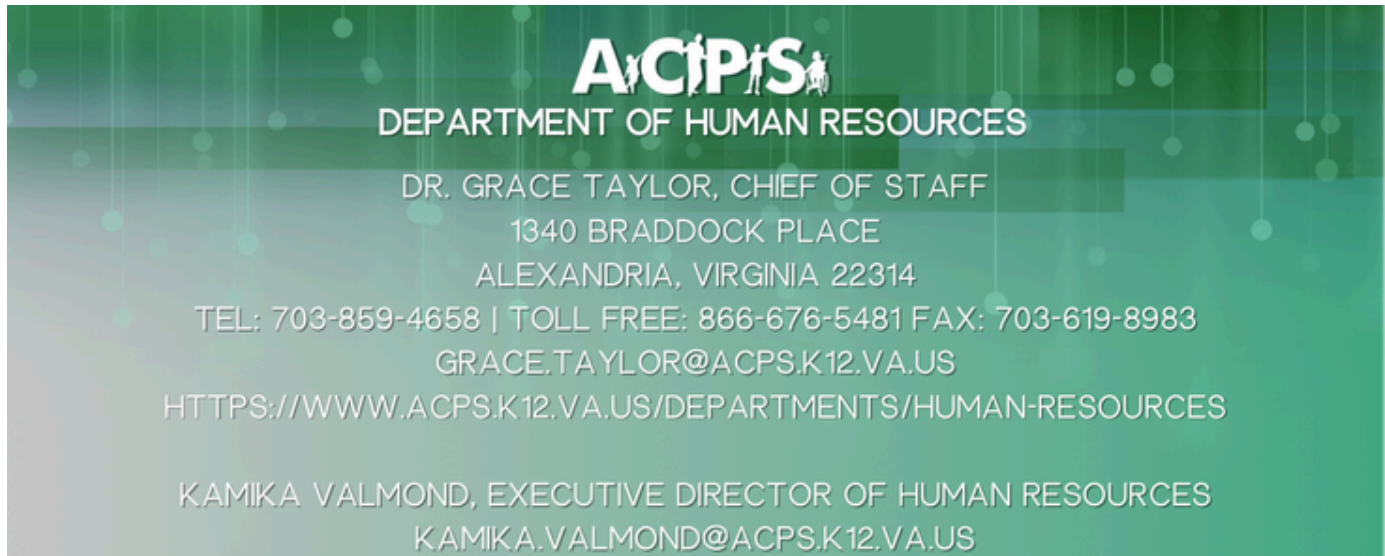 ACPS
DEPARTMENT OF HUMAN RESOURCES
DR. GRACE TAYLOR, CHIEF OF STAFF
1340 BRADDOCK PLACE
ALEXANDRIA, VIRGINIA 22314
TEL: 703-859-4658 | TOLL FREE: 866-676-5481 FAX: 703-619-8983
GRACE.TAYLOR@ACPS.K12.VA.US
HTTPS://WWW.ACPS.K12.VA.US/DEPARTMENTS/HUMAN-RESOURCES
KAMIKA VALMOND, EXECUTIVE DIRECTOR OF HUMAN RESOURCES
KAMIKA.VALMOND@ACPS.K12.VA.US